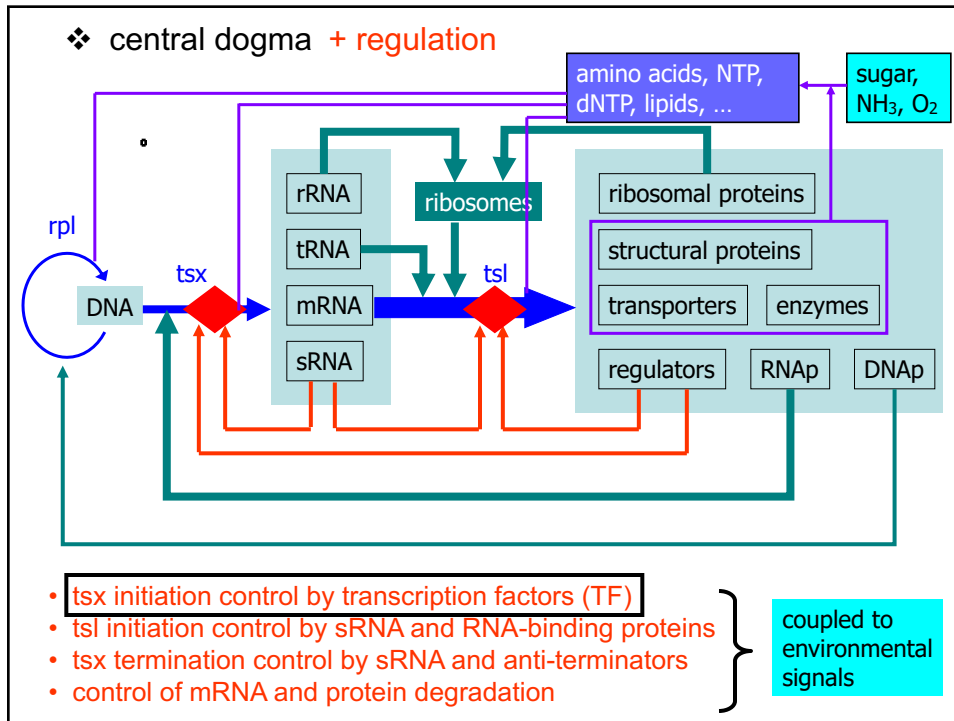 ❖ central dogma + regulation
amino acids, NTP,
dNTP, lipids, ...
sugar,
NH₃, O₂
rRNA
ribosomes
ribosomal proteins
rpl
tRNA
structural proteins
tsx
tsl
DNA
mRNA
transporters
enzymes
sRNA
regulators
RNAp
DNAp
• tsx initiation control by transcription factors (TF)
• tsl initiation control by sRNA and RNA-binding proteins
• tsx termination control by sRNA and anti-terminators
• control of mRNA and protein degradation
coupled to
environmental
signals